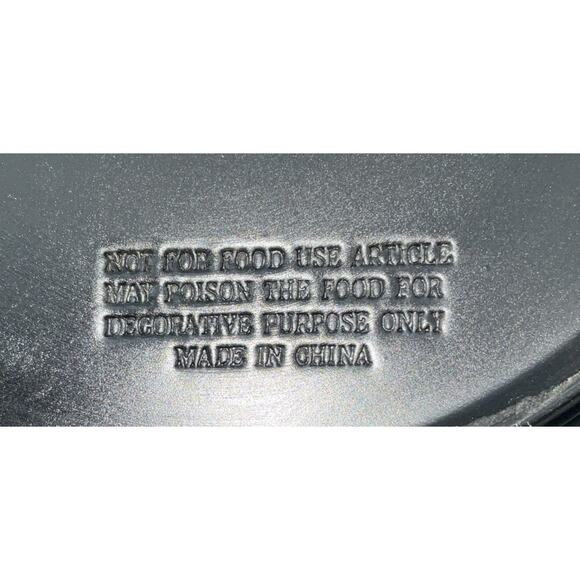 NOT FOR FOOD USE ARTICLE
MAY POISON THE FOOD FOR
DECORATIVE PURPOSE ONLY
MADE IN CHINA